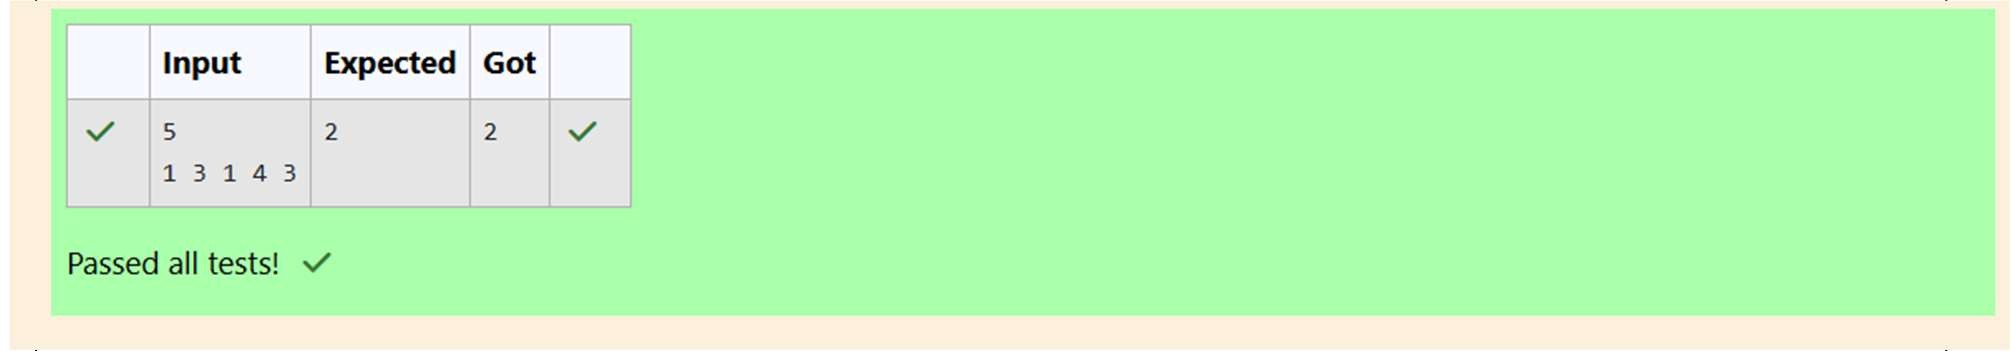 Input Expected Got
5 2 2
1 3 1 4 3
Passed all tests!